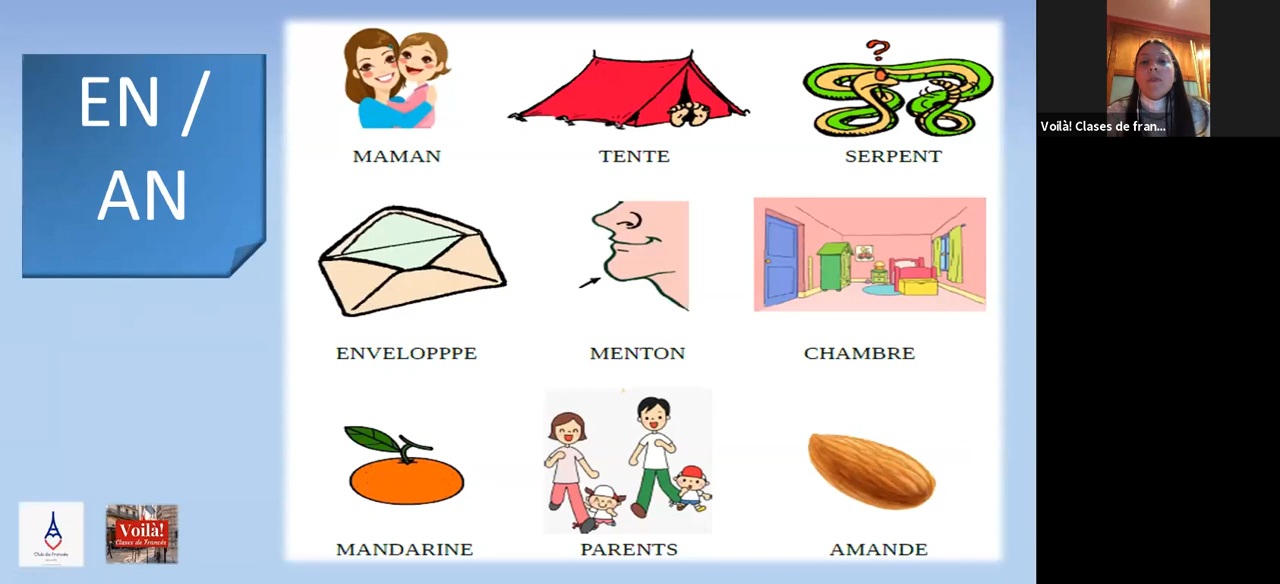 EN /
AN
MAMAN
TENTE
SERPENT
?
ENVELOPPPE
MENTON
CHAMBRE
MANDARINE
PARENTS
AMANDE
Club de Francés
Voilà!
Clases de Francés
Voilà! Clases de fran...